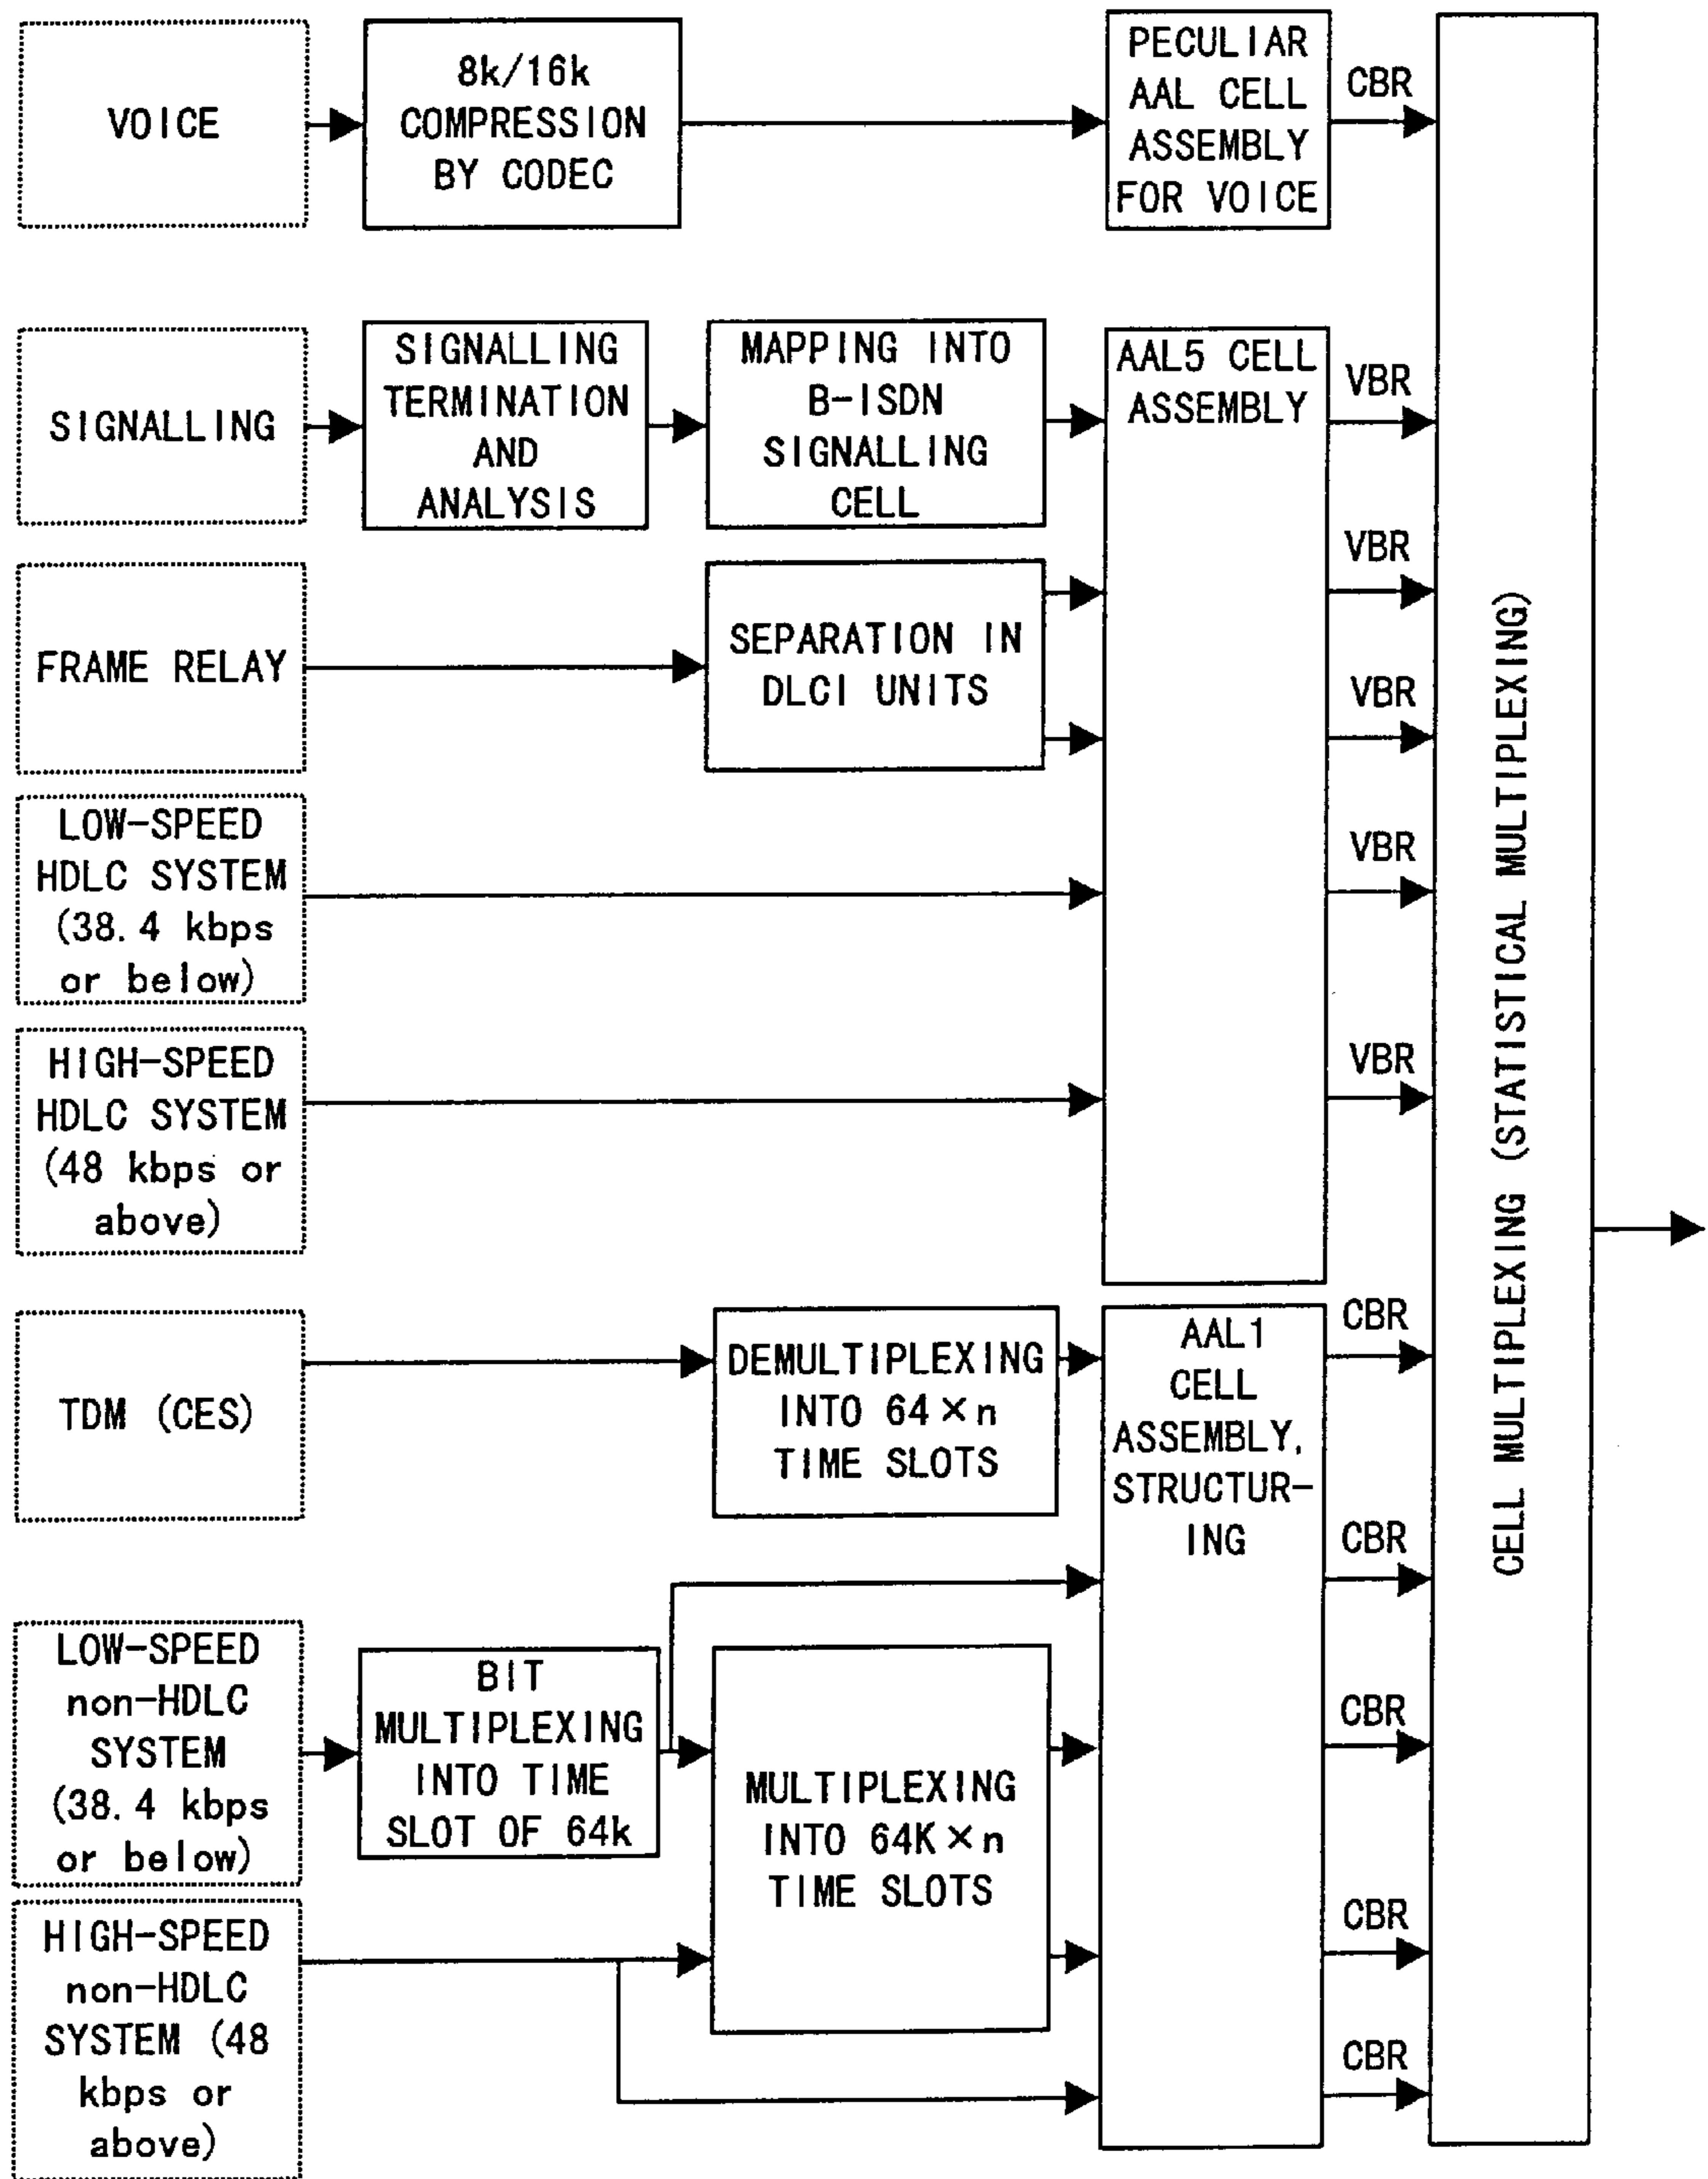 VOICE
8k/16k
COMPRESSION
BY CODEC
PECULIAR
AAL CELL
ASSEMBLY
FOR VOICE
CBR
SIGNALLING
SIGNALLING
TERMINATION
AND
ANALYSIS
MAPPING INTO
B-ISDN
SIGNALLING
CELL
AAL5 CELL
ASSEMBLY
VBR
FRAME RELAY
SEPARATION IN
DLCI UNITS
VBR
VBR
LOW-SPEED
HDLC SYSTEM
(38.4 kbps
or below)
VBR
HIGH-SPEED
HDLC SYSTEM
(48 kbps or
above)
VBR
TDM (CES)
DEMULTIPLEXING
INTO 64×n
TIME SLOTS
AAL1
CELL
ASSEMBLY,
STRUCTUR-
ING
CBR
CBR
LOW-SPEED
non-HDLC
SYSTEM
(38.4 kbps
or below)
BIT
MULTIPLEXING
INTO TIME
SLOT OF 64k
MULTIPLEXING
INTO 64K×n
TIME SLOTS
CBR
HIGH-SPEED
non-HDLC
SYSTEM (48
kbps or
above)
CBR
CBR
CELL MULTIPLEXING (STATISTICAL MULTIPLEXING)